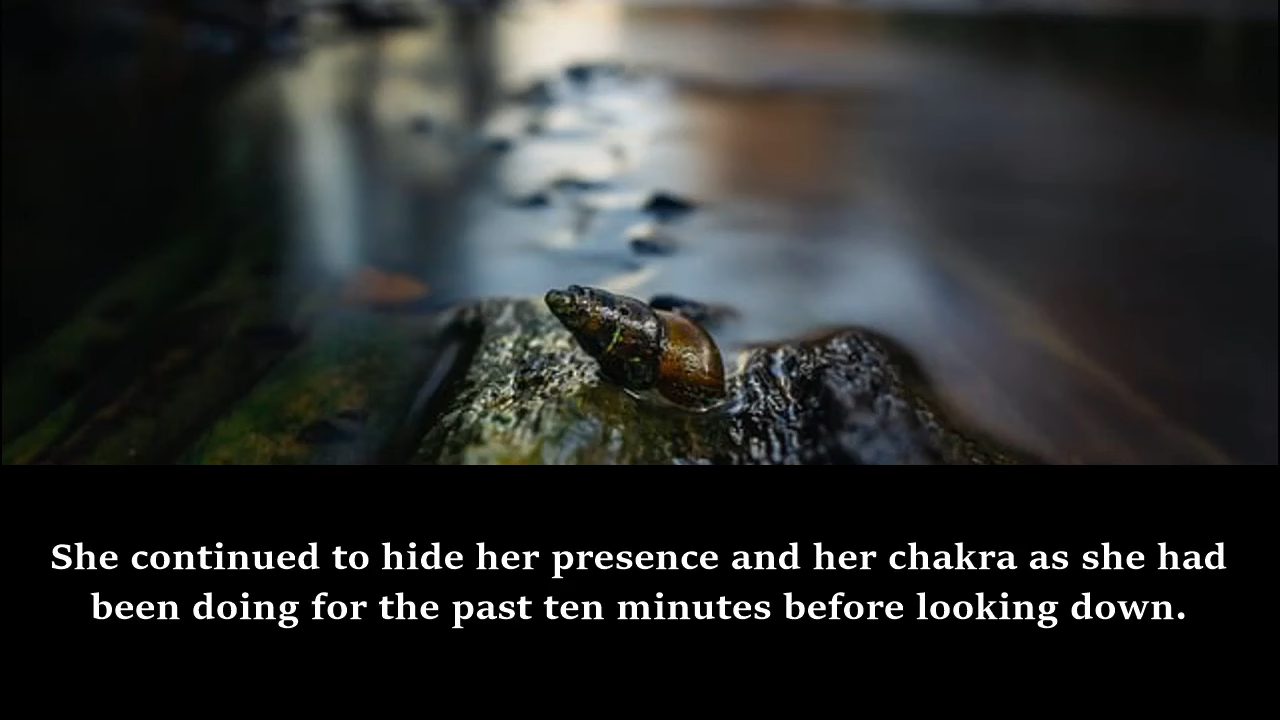 She continued to hide her presence and her chakra as she had
been doing for the past ten minutes before looking down.